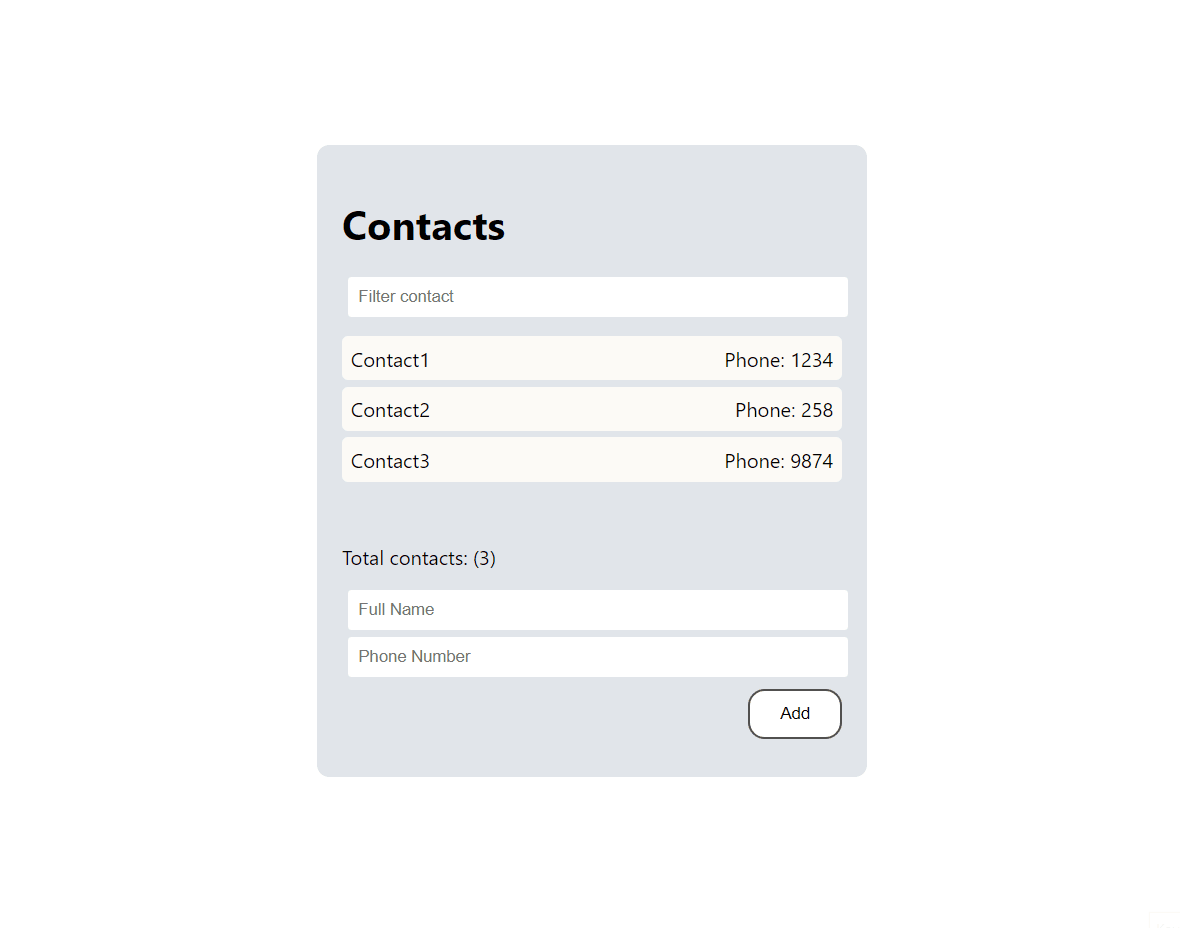 Contacts
Filter contact
Contact1 Phone: 1234
Contact2 Phone: 258
Contact3 Phone: 9874
Total contacts: (3)
Full Name
Phone Number
Add